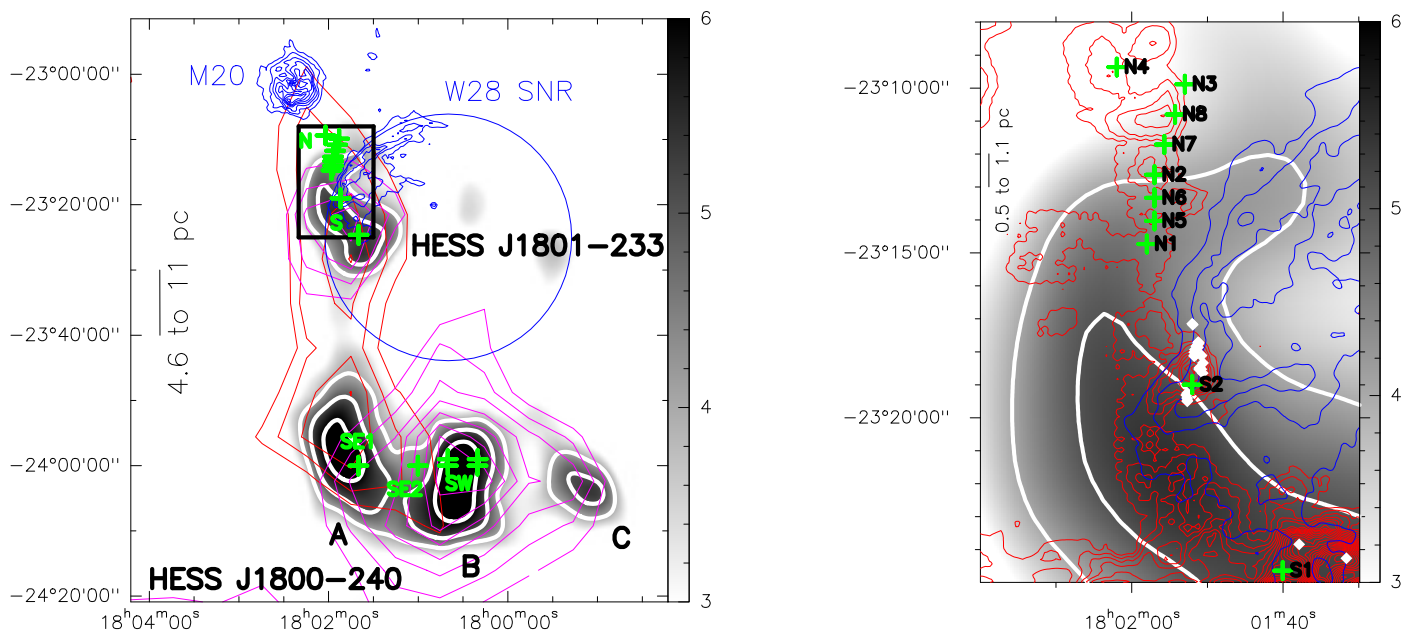 6
5
4
3
−23°00'00''
−23°20'00''
−23°40'00''
−24°00'00''
−24°20'00''
18ʰ04ᵐ00ˢ
18ʰ02ᵐ00ˢ
18ʰ00ᵐ00ˢ
4.6 to 11 pc
M20
W28 SNR
N
S
HESS J1801−233
SE1
SE2
SW
A
B
C
HESS J1800−240
6
5
4
3
−23°10'00''
−23°15'00''
−23°20'00''
18ʰ02ᵐ00ˢ
01ᵐ40ˢ
0.5 to 1.1 pc
N4
N3
N8
N7
N2
N6
N5
N1
S2
S1